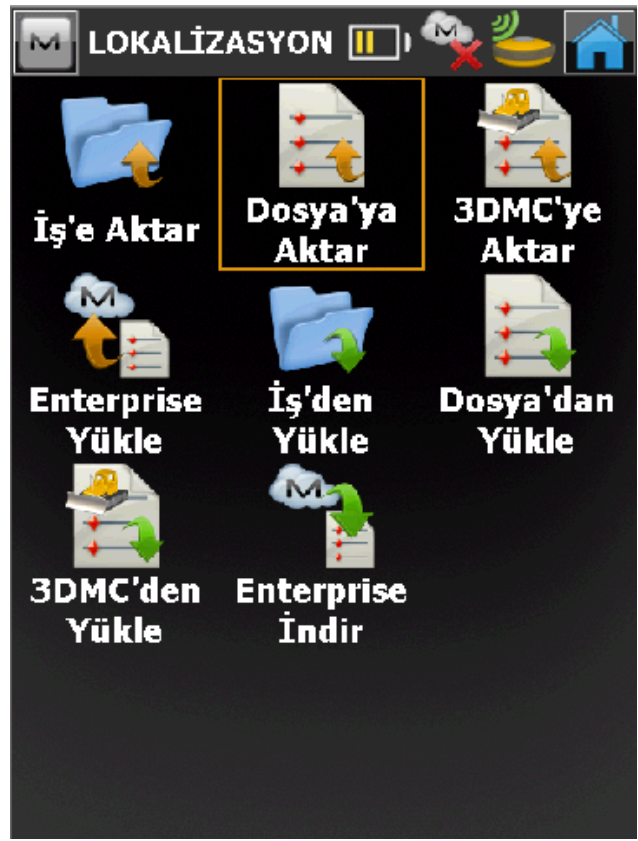 LOKALİZASYON
İş'e Aktar
Dosya'ya
Aktar
3DMC'ye
Aktar
Enterprise
Yükle
İş'den
Yükle
Dosya'dan
Yükle
3DMC'den
Yükle
Enterprise
İndir